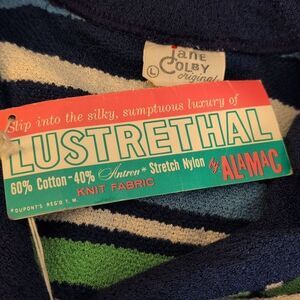 Jane
COLBY
original
L
Slip into the silky, sumptuous luxury of
LUSTRETHAL
60% Cotton-40% Antron* Stretch Nylon by ALAMAC
KNIT FABRIC
*DUPONT'S REG'D T. M.